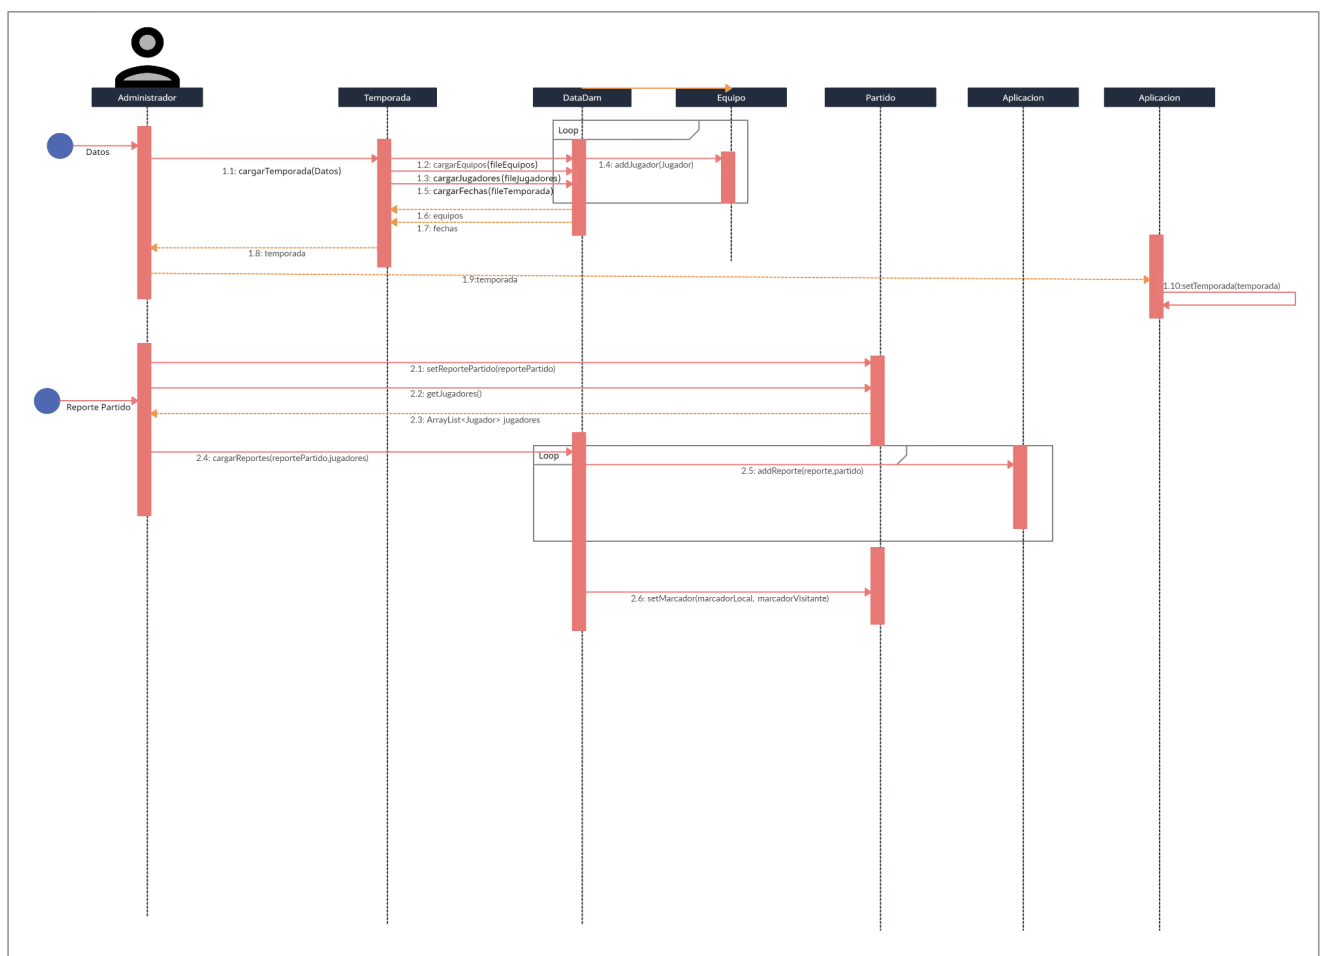 Administrador
Temporada
DataDam
Equipo
Partido
Aplicacion
Aplicacion
Loop
Datos
1.1: cargarTemporada(Datos)
1.2: cargarEquipos(fileEquipos)
1.4: addJugador(Jugador)
1.3: cargarJugadores(fileJugadores)
1.5: cargarFechas(fileTemporada)
1.6: equipos
1.7: fechas
1.8: temporada
1.9:temporada
1.10:setTemporada(temporada)
2.1: setReportePartido(reportePartido)
2.2: getJugadores()
Reporte Partido
2.3: ArrayList<Jugador> jugadores
2.4: cargarReportes(reportePartido,jugadores)
Loop
2.5: addReporte(reporte,partido)
2.6: setMarcador(marcadorLocal, marcadorVisitante)